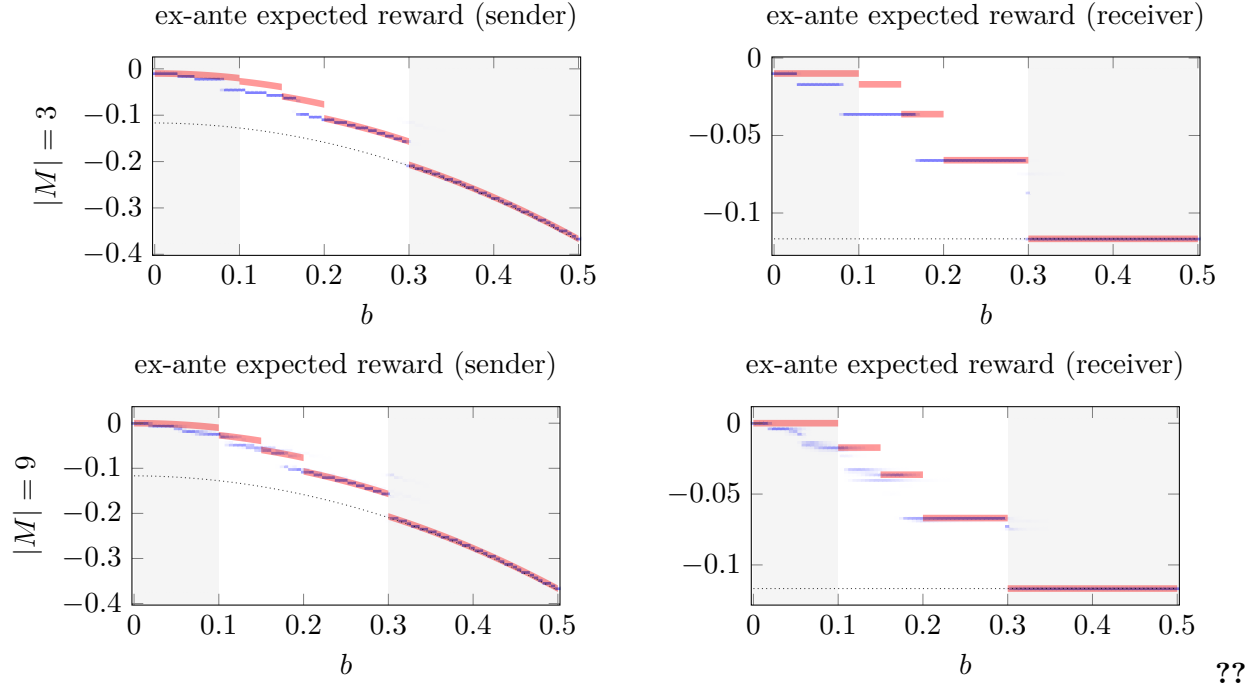 ex-ante expected reward (sender)
ex-ante expected reward (receiver)
|M| = 3
0
−0.1
−0.2
−0.3
−0.4
0 0.1 0.2 0.3 0.4 0.5
b
0
−0.05
−0.1
0 0.1 0.2 0.3 0.4 0.5
b
ex-ante expected reward (sender)
ex-ante expected reward (receiver)
|M| = 9
0
−0.1
−0.2
−0.3
−0.4
0 0.1 0.2 0.3 0.4 0.5
b
0
−0.05
−0.1
0 0.1 0.2 0.3 0.4 0.5
b
??